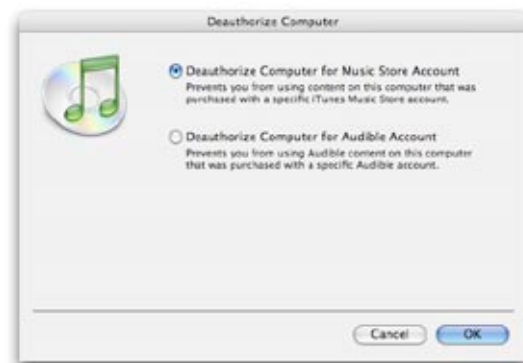 Deauthorize Computer
Deauthorize Computer for Music Store Account
Prevents you from using content on this computer that was
purchased with a specific iTunes Music Store account.
Deauthorize Computer for Audible Account
Prevents you from using Audible content on this computer
that was purchased with a specific Audible account.
Cancel
OK